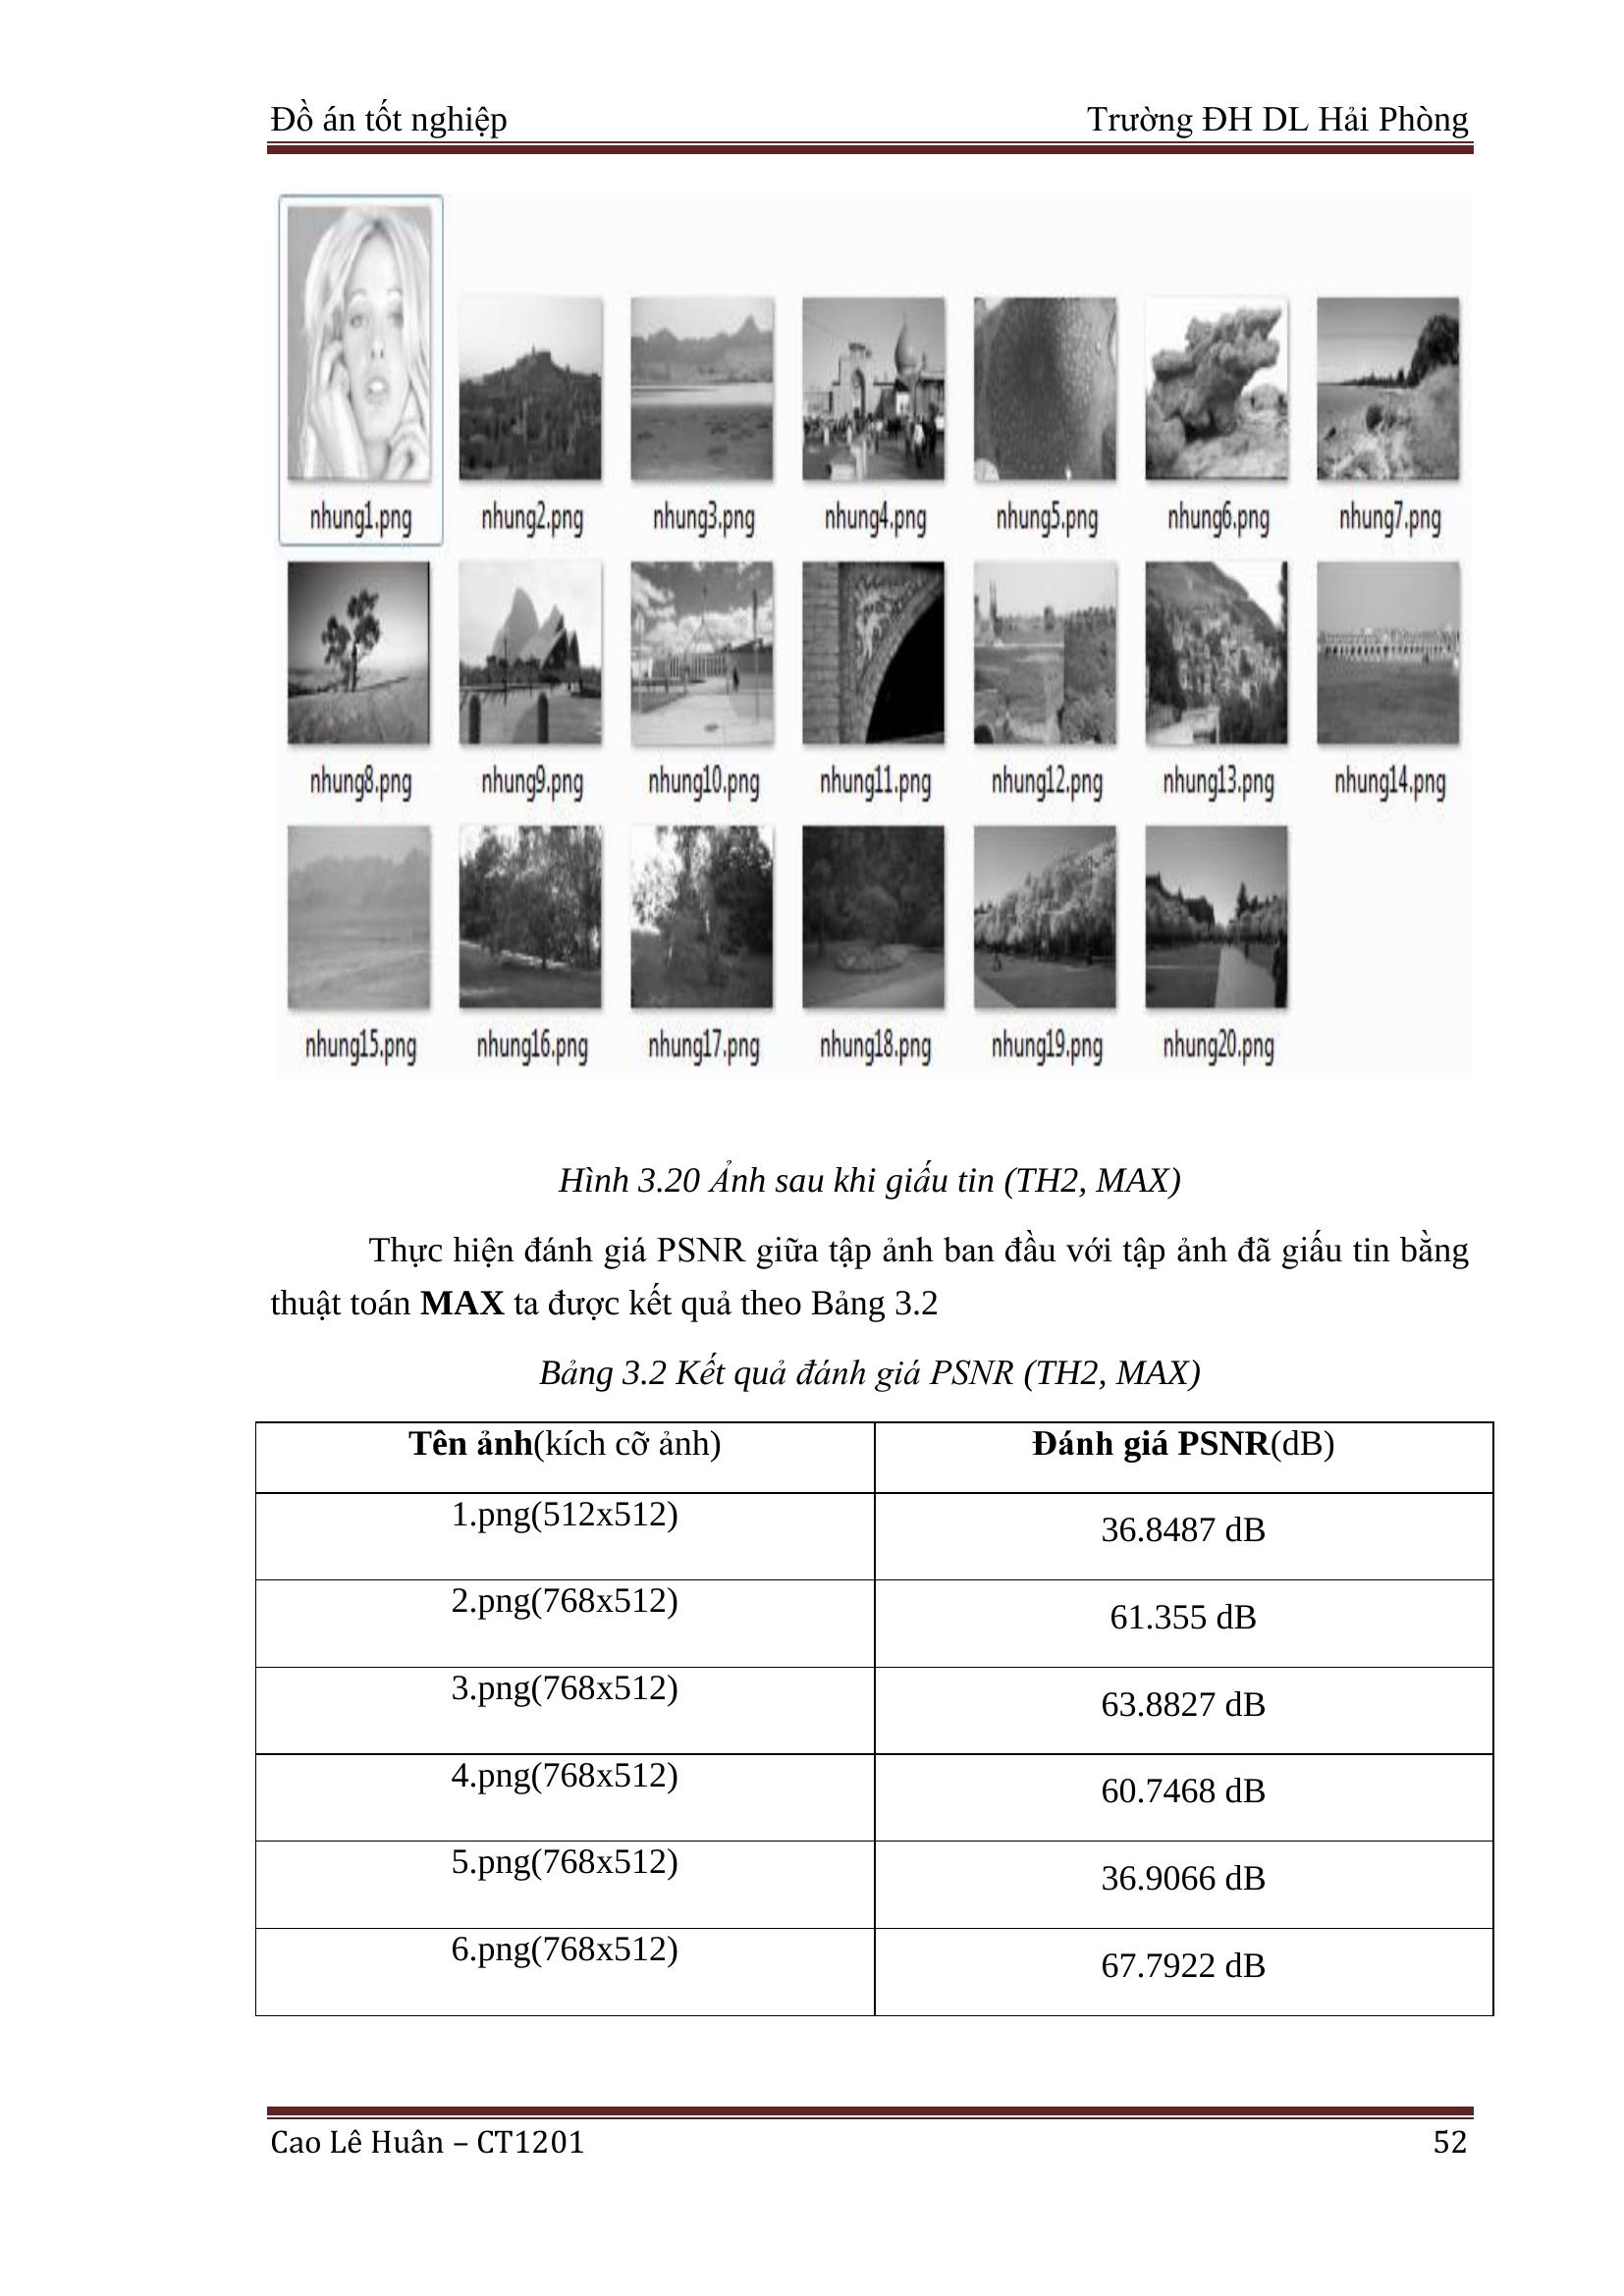 Đồ án tốt nghiệp Trường ĐH DL Hải Phòng
nhung1.png nhung2.png nhung3.png nhung4.png nhung5.png nhung6.png nhung7.png
nhung8.png nhung9.png nhung10.png nhung11.png nhung12.png nhung13.png nhung14.png
nhung15.png nhung16.png nhung17.png nhung18.png nhung19.png nhung20.png
Hình 3.20 Ảnh sau khi giấu tin (TH2, MAX)
Thực hiện đánh giá PSNR giữa tập ảnh ban đầu với tập ảnh đã giấu tin bằng
thuật toán MAX ta được kết quả theo Bảng 3.2
Bảng 3.2 Kết quả đánh giá PSNR (TH2, MAX)
Tên ảnh(kích cỡ ảnh) Đánh giá PSNR(dB)
1.png(512x512) 36.8487 dB
2.png(768x512) 61.355 dB
3.png(768x512) 63.8827 dB
4.png(768x512) 60.7468 dB
5.png(768x512) 36.9066 dB
6.png(768x512) 67.7922 dB
Cao Lê Huân – CT1201 52